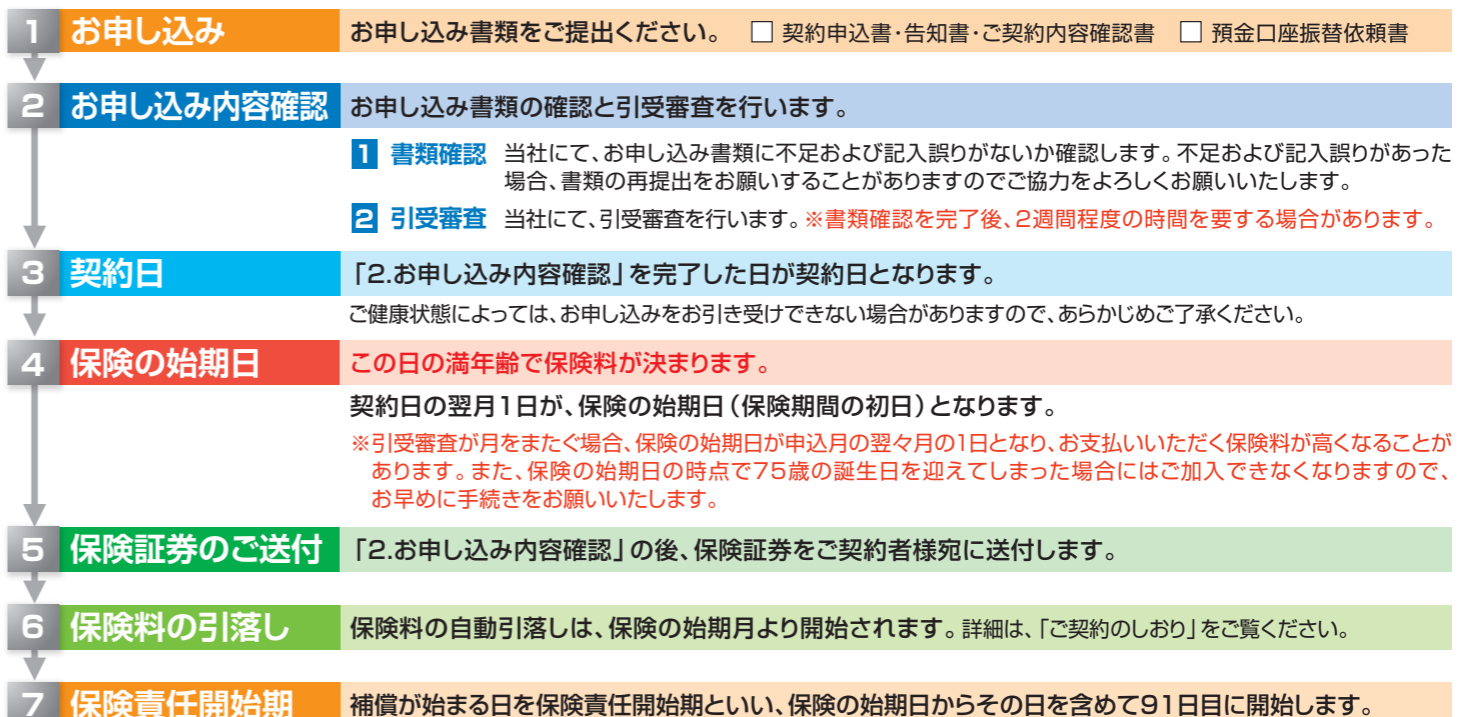 1 お申し込み お申し込み書類をご提出ください。 □ 契約申込書・告知書・ご契約内容確認書 □ 預金口座振替依頼書
2 お申し込み内容確認 お申し込み書類の確認と引受審査を行います。
1 書類確認 当社にて、お申し込み書類に不足および記入誤りがないか確認します。不足および記入誤りがあった
場合、書類の再提出をお願いすることがありますのでご協力をよろしくお願いいたします。
2 引受審査 当社にて、引受審査を行います。※書類確認を完了後、2週間程度の時間を要する場合があります。
3 契約日 「2.お申し込み内容確認」を完了した日が契約日となります。
ご健康状態によっては、お申し込みをお引き受けできない場合がありますので、あらかじめご了承ください。
4 保険の始期日 この日の満年齢で保険料が決まります。
契約日の翌月1日が、保険の始期日(保険期間の初日)となります。
※引受審査が月をまたぐ場合、保険の始期日が申込月の翌々月の1日となり、お支払いいただく保険料が高くなることが
あります。また、保険の始期日の時点で75歳の誕生日を迎えてしまった場合にはご加入できなくなりますので、
お早めに手続きをお願いいたします。
5 保険証券のご送付 「2.お申し込み内容確認」の後、保険証券をご契約者様宛に送付します。
6 保険料の引落し 保険料の自動引落しは、保険の始期月より開始されます。詳細は、「ご契約のしおり」をご覧ください。
7 保険責任開始期 補償が始まる日を保険責任開始期といい、保険の始期日からその日を含めて91日目に開始します。